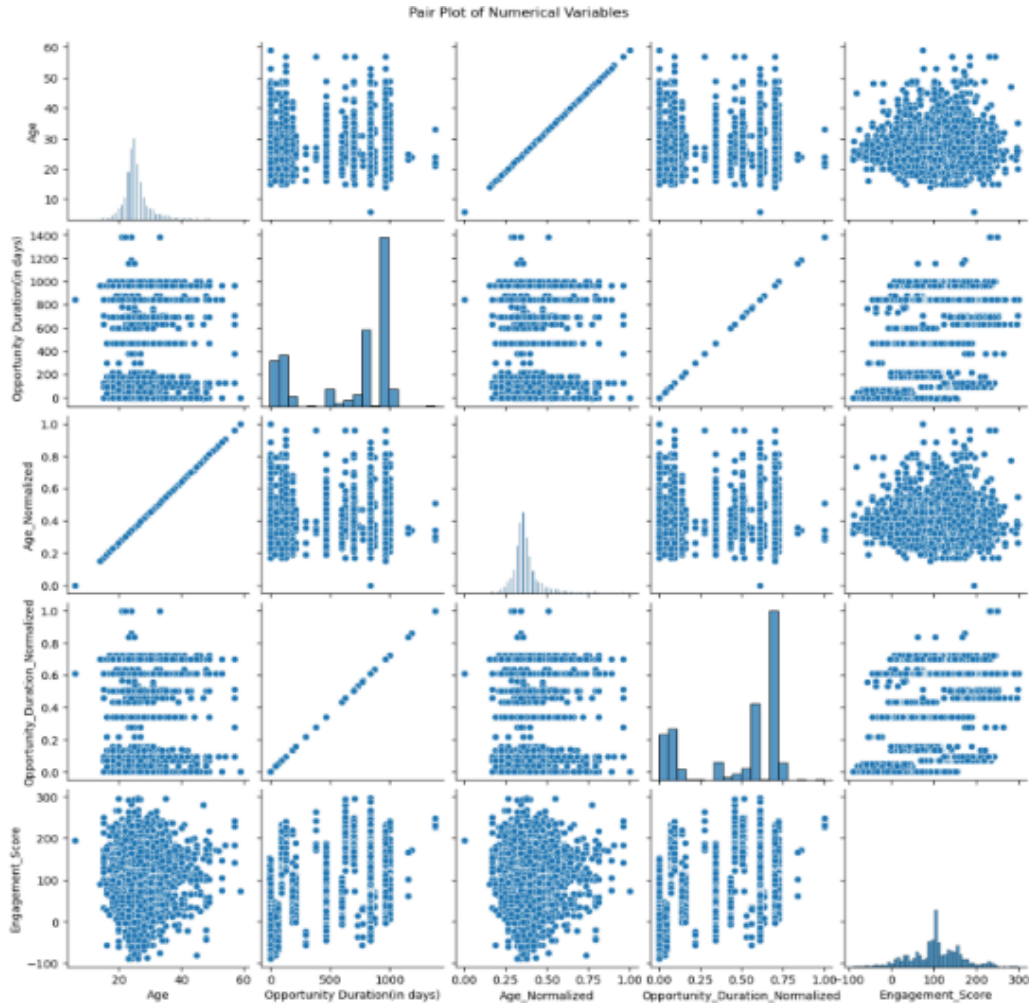 Pair Plot of Numerical Variables
60
50
40
30
20
10
Age
1400
1200
1000
800
600
400
200
0
Opportunity Duration(in days)
1.0
0.8
0.6
0.4
0.2
0.0
Age_Normalized
1.0
0.8
0.6
0.4
0.2
0.0
Opportunity_Duration_Normalized
300
200
100
0
−100
Engagement_Score
20 40 60
0 500 1000
0.00 0.25 0.50 0.75 1.00
0.00 0.25 0.50 0.75 1.00
−100 0 100 200 300
Age
Opportunity Duration(in days)
Age_Normalized
Opportunity_Duration_Normalized
Engagement_Score